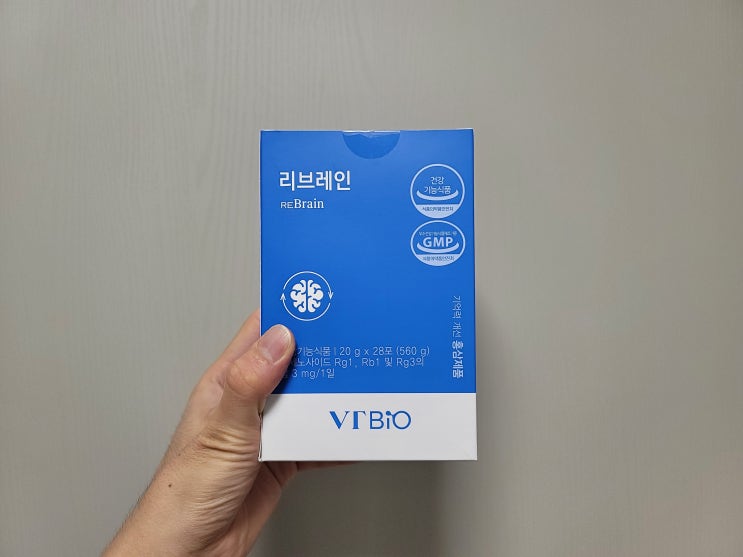 리브레인
REBrain
건강
기능식품
식품의약품안전처
GMP
식품의약품안전처
기억력 개선 홍삼제품
기능식품 | 20 g x 28포 (560 g)
노사이드 Rg1, Rb1 및 Rg3의
3 mg/1일
VTBIO